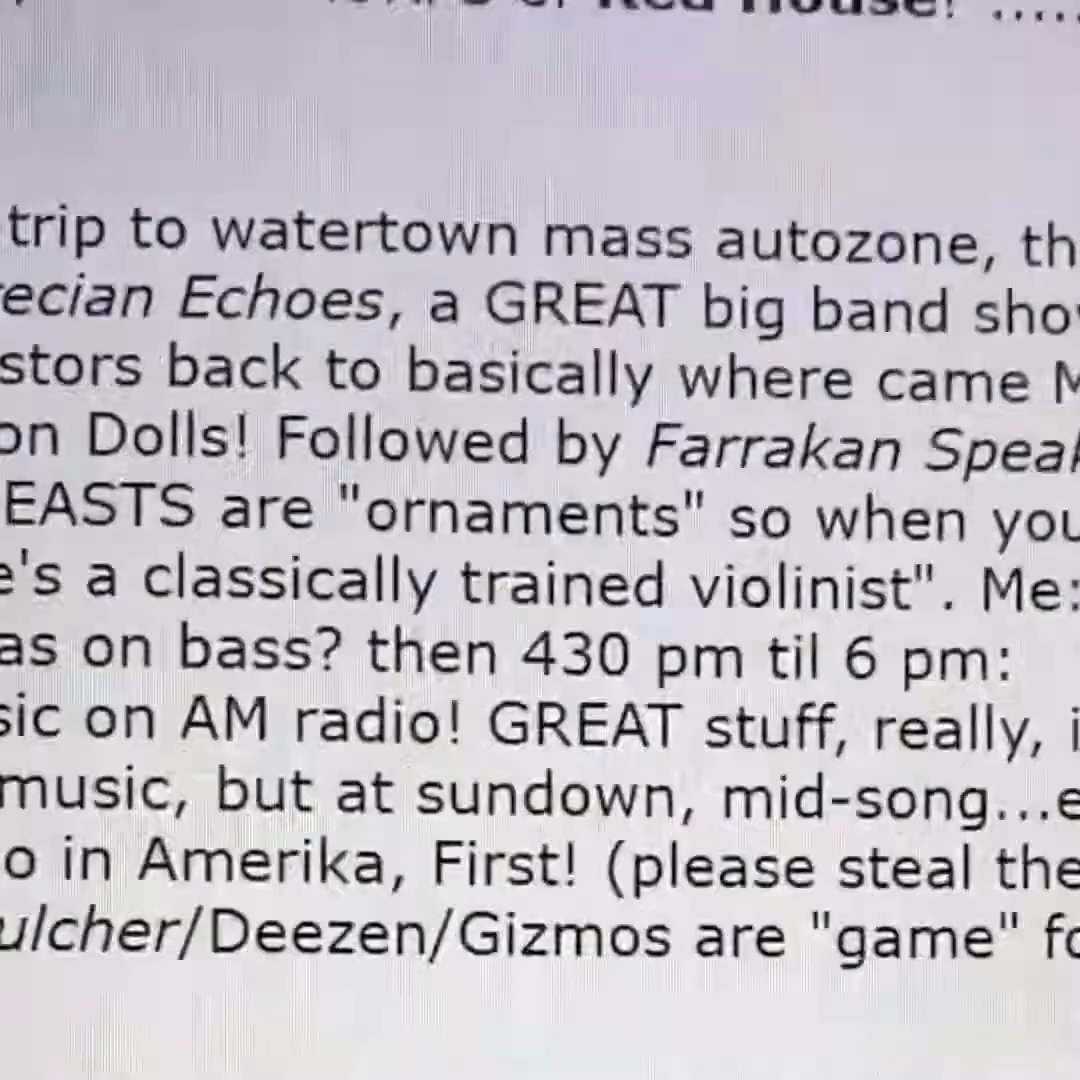 Red House! .....
trip to watertown mass autozone, th
ecian Echoes, a GREAT big band sho
stors back to basically where came M
on Dolls! Followed by Farrakan Speak
EASTS are "ornaments" so when you
e's a classically trained violinist". Me:
as on bass? then 430 pm til 6 pm:
sic on AM radio! GREAT stuff, really, i
music, but at sundown, mid-song...e
o in Amerika, First! (please steal the
ulcher/Deezen/Gizmos are "game" fo